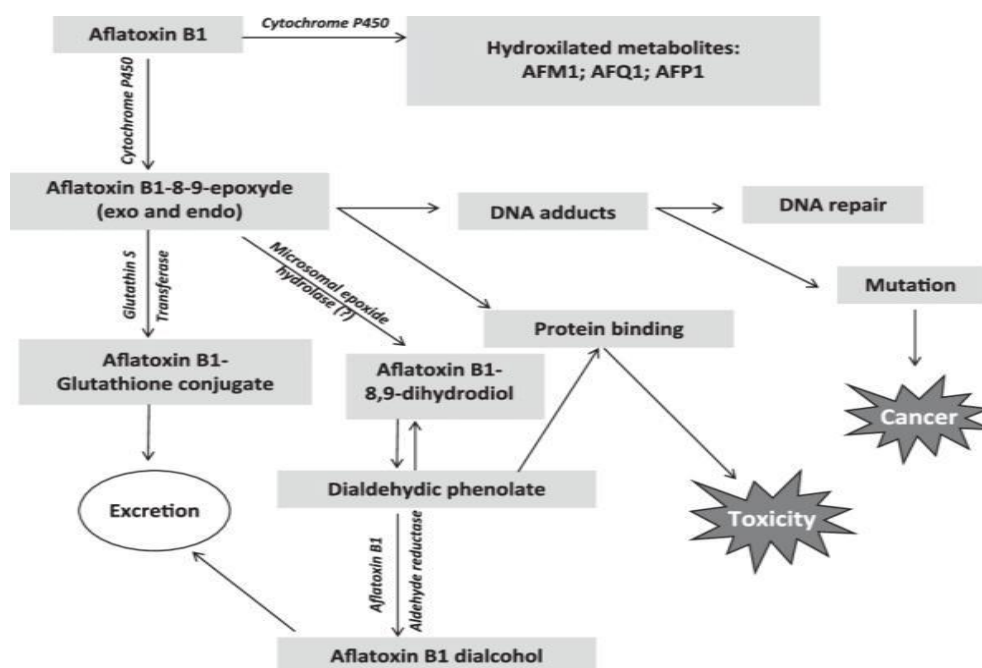 Aflatoxin B1
Cytochrome P450
Hydroxilated metabolites:
AFM1; AFQ1; AFP1
Cytochrome P450
Aflatoxin B1-8-9-epoxyde
(exo and endo)
DNA adducts
DNA repair
Glutathin S
Transferase
Microsomal epoxide
hydrolase (?)
Mutation
Protein binding
Aflatoxin B1-
Glutathione conjugate
Aflatoxin B1-
8,9-dihydrodiol
Cancer
Dialdehydic phenolate
Excretion
Toxicity
Aflatoxin B1
Aldehyde reductase
Aflatoxin B1 dialcohol